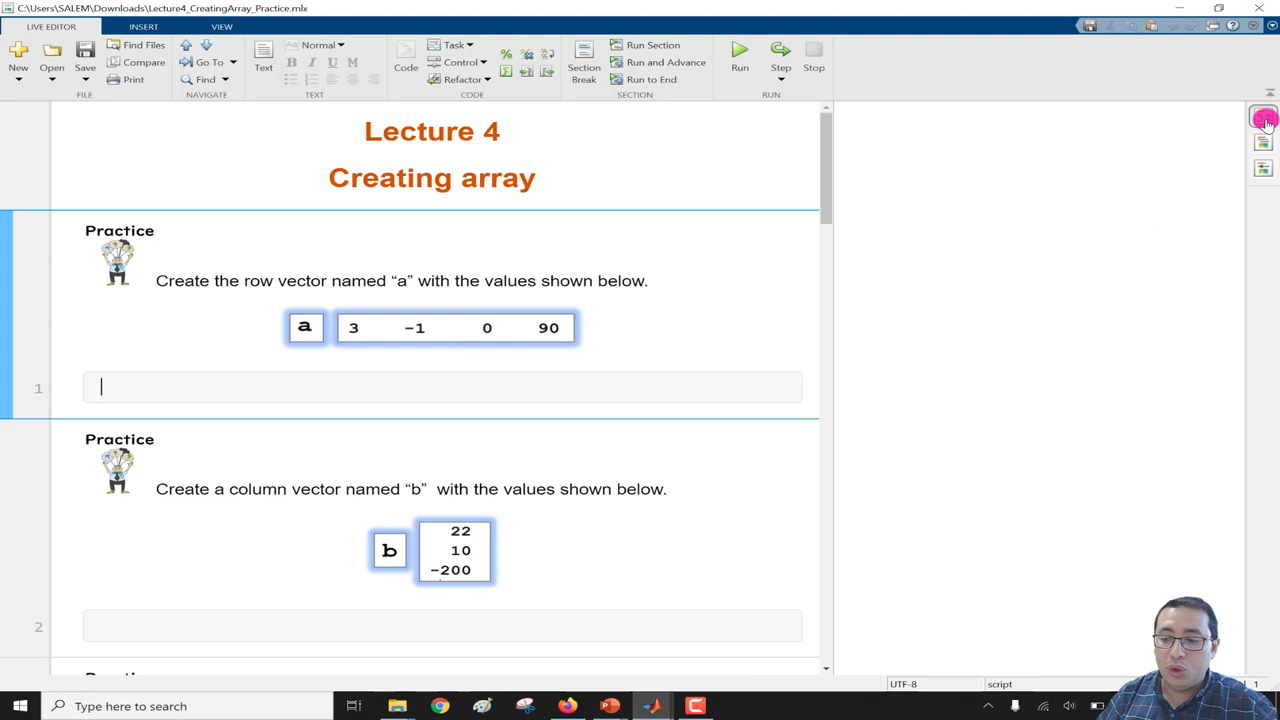 C:\Users\SALEM\Downloads\Lecture4_CreatingArray_Practice.mlx
LIVE EDITOR INSERT VIEW
New Open Save Find Files Compare Print
Go To Find
Text Normal B I U M
Code Task Control Refactor
Section Break Run Section Run and Advance Run to End
Run Step Stop
FILE NAVIGATE TEXT CODE SECTION RUN
Lecture 4
Creating array
Practice
Create the row vector named “a” with the values shown below.
a 3 -1 0 90
1
Practice
Create a column vector named “b” with the values shown below.
22
b 10
-200
2
UTF-8 script 1
Type here to search